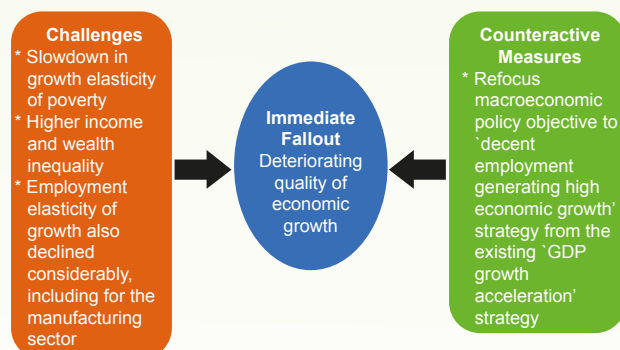 Challenges
* Slowdown in
growth elasticity
of poverty
* Higher income
and wealth
inequality
* Employment
elasticity of
growth also
declined
considerably,
including for the
manufacturing
sector
Immediate
Fallout
Deteriorating
quality of
economic
growth
Counteractive
Measures
* Refocus
macroeconomic
policy objective to
`decent
employment
generating high
economic growth’
strategy from the
existing `GDP
growth
acceleration’
strategy